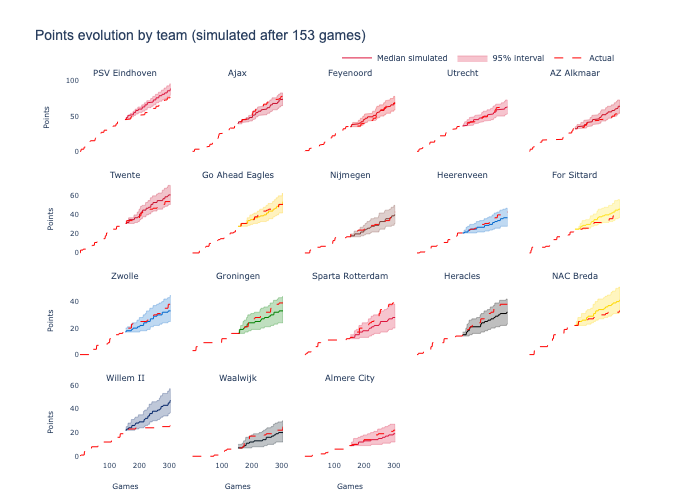 Points evolution by team (simulated after 153 games)
Median simulated 95% interval Actual
PSV Eindhoven Ajax Feyenoord Utrecht AZ Alkmaar
100
50
0
Points
Twente Go Ahead Eagles Nijmegen Heerenveen For Sittard
60
40
20
0
Points
Zwolle Groningen Sparta Rotterdam Heracles NAC Breda
40
20
0
Points
Willem II Waalwijk Almere City
60
40
20
0
Points
100 200 300 100 200 300 100 200 300
Games Games Games